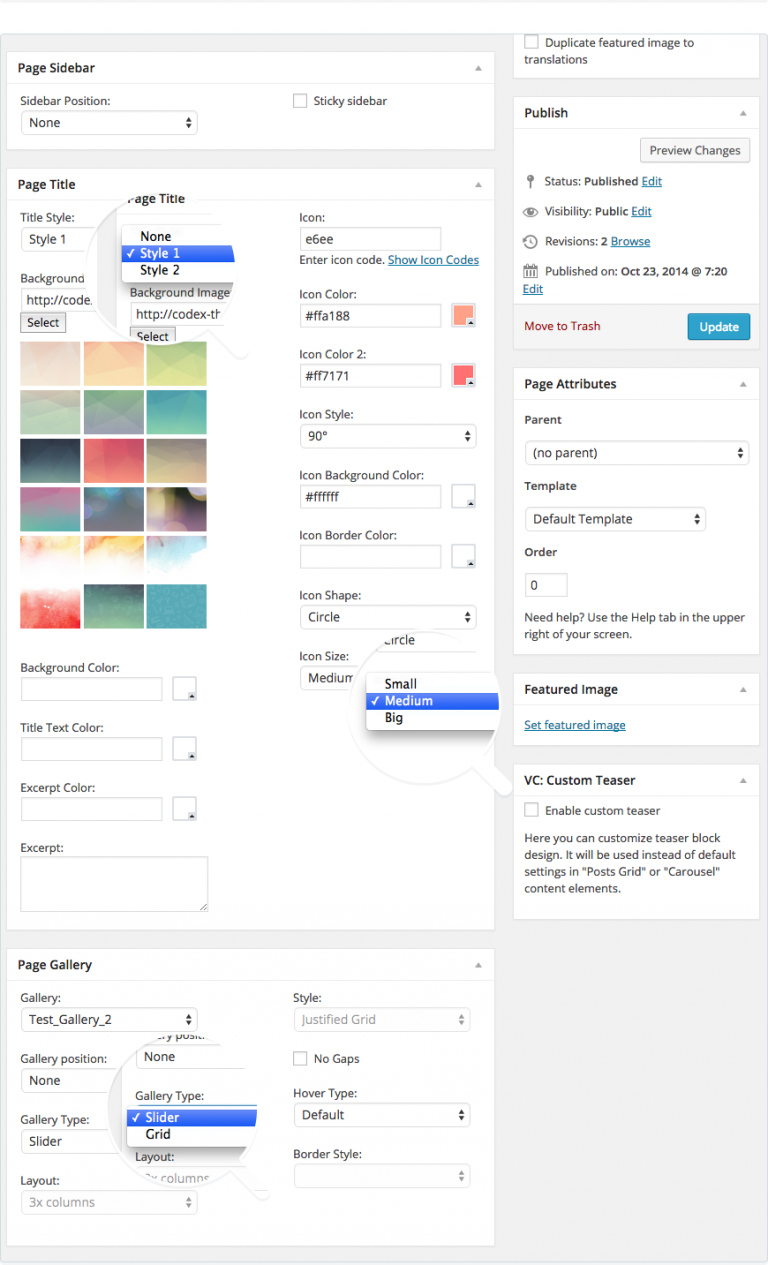 Page Sidebar
Sidebar Position:
None
Sticky sidebar
Page Title
Title Style:
Style 1
Background
http://code.
Select
Page Title
None
✓ Style 1
Style 2
Background Image
http://codex-th
Select
Background Color:
Title Text Color:
Excerpt Color:
Excerpt:
Icon:
e6ee
Enter icon code. Show Icon Codes
Icon Color:
#ffa188
Icon Color 2:
#ff7171
Icon Style:
90°
Icon Background Color:
#ffffff
Icon Border Color:
Icon Shape:
Circle
Icon Size:
Medium
Circle
Small
✓ Medium
Big
Page Gallery
Gallery:
Test_Gallery_2
Gallery position:
None
Gallery Type:
Slider
Layout:
3x columns
None
Gallery Type:
✓ Slider
Grid
Layout:
3x columns
Style:
Justified Grid
No Gaps
Hover Type:
Default
Border Style:
Duplicate featured image to
translations
Publish
Preview Changes
Status: Published Edit
Visibility: Public Edit
Revisions: 2 Browse
Published on: Oct 23, 2014 @ 7:20
Edit
Move to Trash
Update
Page Attributes
Parent
(no parent)
Template
Default Template
Order
0
Need help? Use the Help tab in the upper
right of your screen.
Featured Image
Set featured image
VC: Custom Teaser
Enable custom teaser
Here you can customize teaser block
design. It will be used instead of default
settings in "Posts Grid" or "Carousel"
content elements.